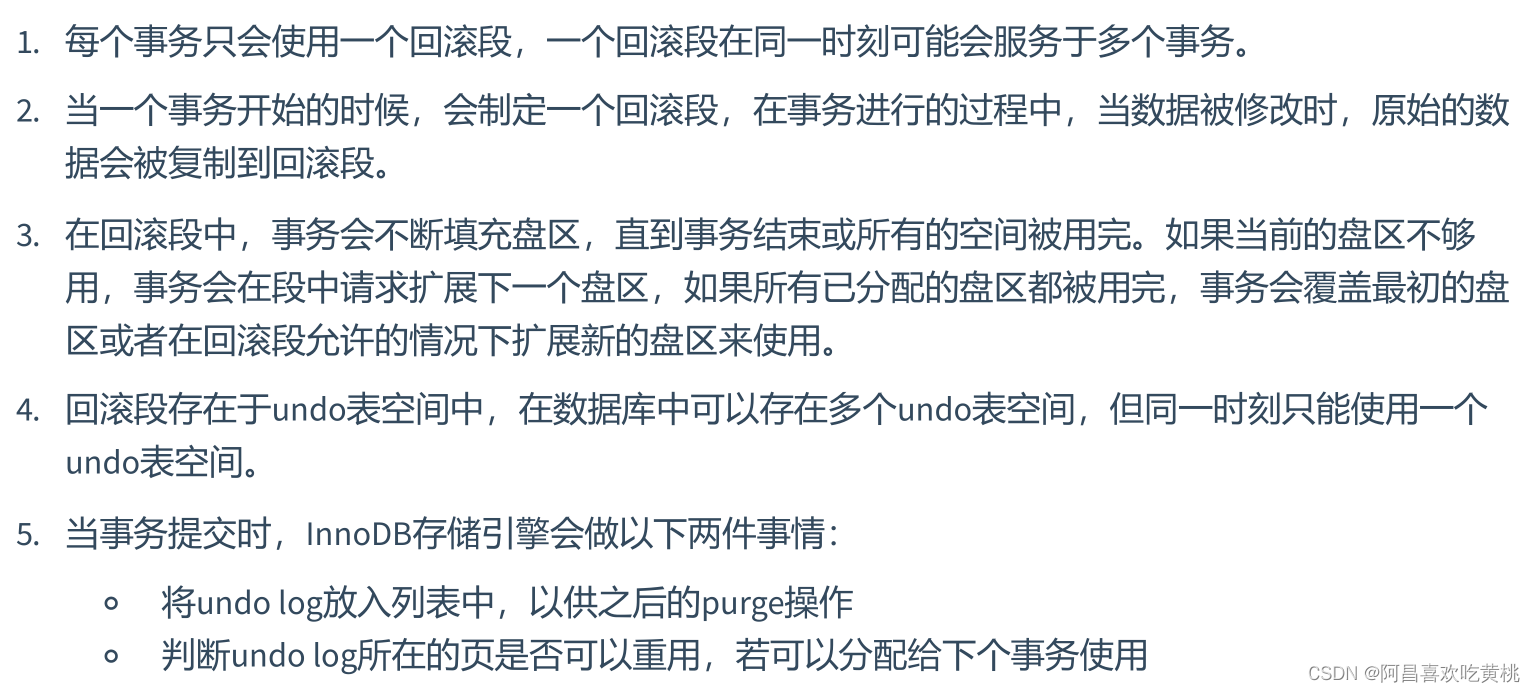 1. 每个事务只会使用一个回滚段，一个回滚段在同一时刻可能会服务于多个事务。
2. 当一个事务开始的时候，会制定一个回滚段，在事务进行的过程中，当数据被修改时，原始的数
据会被复制到回滚段。
3. 在回滚段中，事务会不断填充盘区，直到事务结束或所有的空间被用完。如果当前的盘区不够
用，事务会在段中请求扩展下一个盘区，如果所有已分配的盘区都被用完，事务会覆盖最初的盘
区或者在回滚段允许的情况下扩展新的盘区来使用。
4. 回滚段存在于undo表空间中，在数据库中可以存在多个undo表空间，但同一时刻只能使用一个
undo表空间。
5. 当事务提交时，InnoDB存储引擎会做以下两件事情：
将undo log放入列表中，以供之后的purge操作
判断undo log所在的页是否可以重用，若可以分配给下个事务使用
CSDN @阿昌喜欢吃黄桃